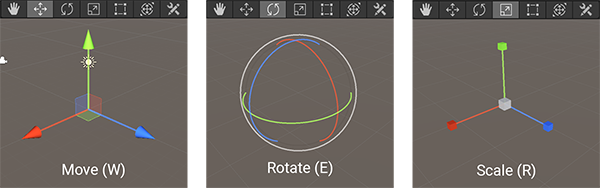 Move (W)
Rotate (E)
Scale (R)